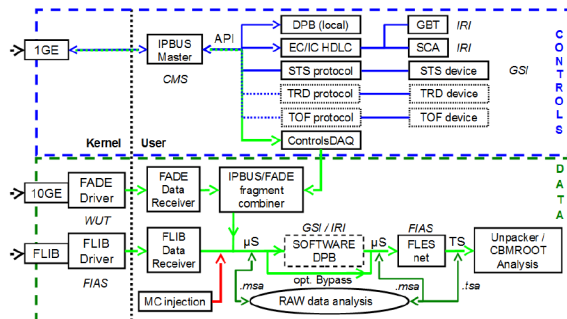 DPB (local)
GBT
IRI
1GE
IPBUS
Master
API
EC/IC HDLC
SCA
IRI
CMS
STS protocol
STS device
GSI
TRD protocol
TRD device
TOF protocol
TOF device
CONTROLS
Kernel
User
ControlsDAQ
10GE
FADE
Driver
FADE
Data
Receiver
IPBUS/FADE
fragment
combiner
DATA
WUT
GSI / IRI
FIAS
FLIB
FLIB
Driver
FLIB
Data
Receiver
µS
SOFTWARE
DPB
µS
FLES
net
TS
Unpacker /
CBMROOT
Analysis
FIAS
opt. Bypass
.msa
.msa
.tsa
MC injection
RAW data analysis